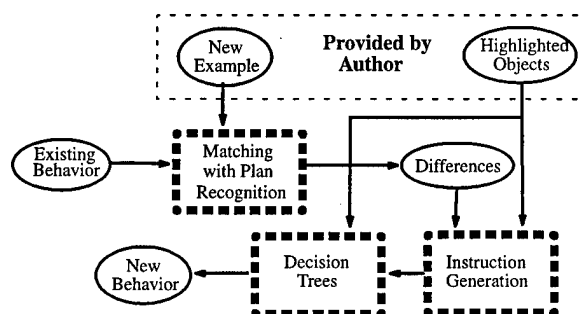 New
Example
Provided by
Author
Highlighted
Objects
Existing
Behavior
Matching
with Plan
Recognition
Differences
New
Behavior
Decision
Trees
Instruction
Generation